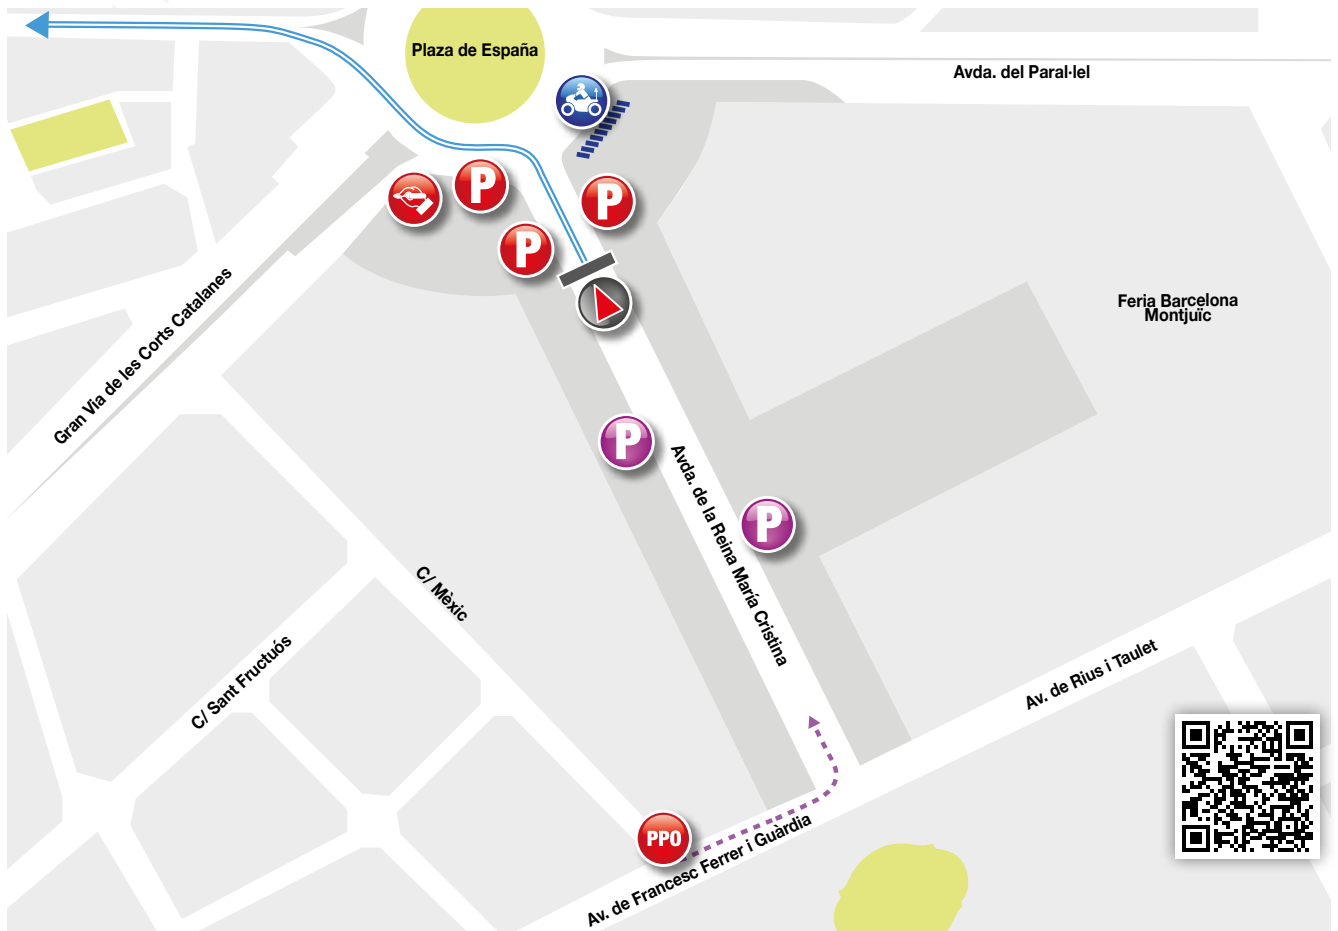 Plaza de España
Avda. del Paral·lel
P
P
P
Gran Via de les Corts Catalanes
Feria Barcelona
Montjuïc
P
Avda. de la Reina María Cristina
P
C/ Mèxic
C/ Sant Fructuós
Av. de Rius i Taulet
PPO
Av. de Francesc Ferrer i Guàrdia